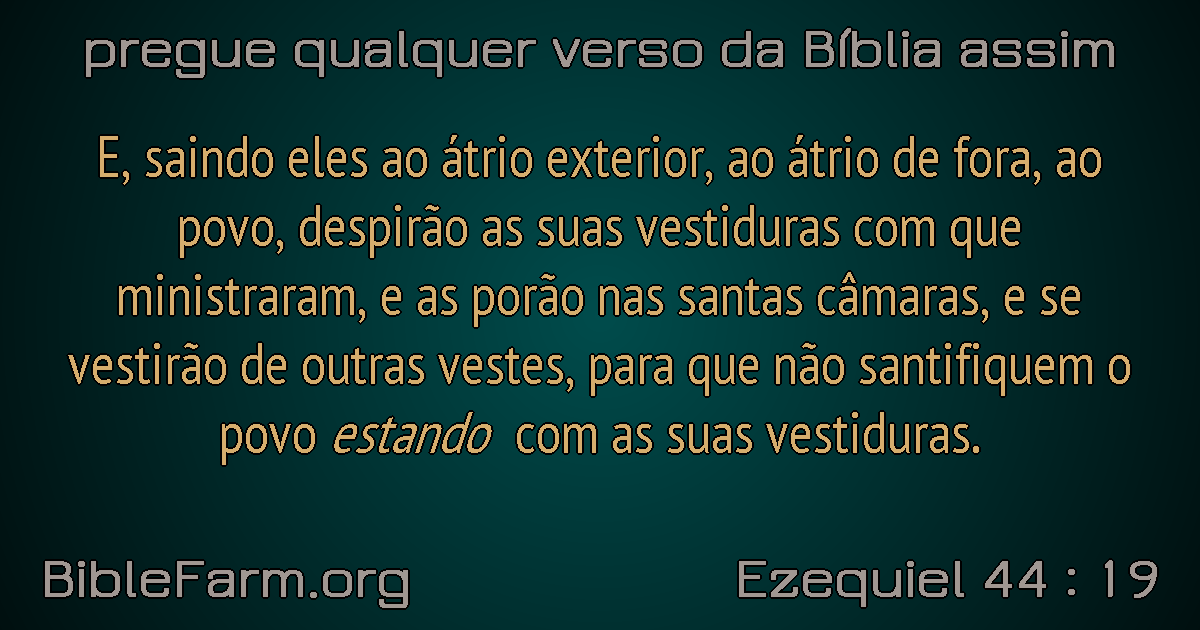 pregue qualquer verso da Bíblia assim
E, saindo eles ao átrio exterior, ao átrio de fora, ao
povo, despirão as suas vestiduras com que
ministraram, e as porão nas santas câmaras, e se
vestirão de outras vestes, para que não santifiquem o
povo estando com as suas vestiduras.
BibleFarm.org
Ezequiel 44 : 19